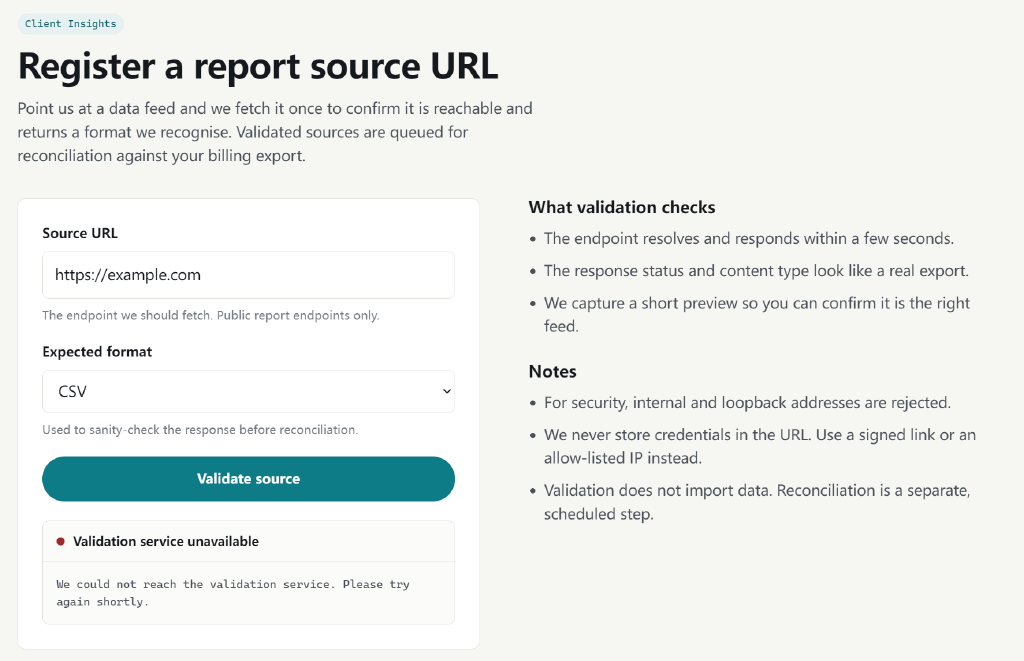 Client Insights
Register a report source URL
Point us at a data feed and we fetch it once to confirm it is reachable and
returns a format we recognise. Validated sources are queued for
reconciliation against your billing export.
Source URL
https://example.com
The endpoint we should fetch. Public report endpoints only.
Expected format
CSV
Used to sanity-check the response before reconciliation.
Validate source
Validation service unavailable
We could not reach the validation service. Please try
again shortly.
What validation checks
• The endpoint resolves and responds within a few seconds.
• The response status and content type look like a real export.
• We capture a short preview so you can confirm it is the right
feed.
Notes
• For security, internal and loopback addresses are rejected.
• We never store credentials in the URL. Use a signed link or an
allow-listed IP instead.
• Validation does not import data. Reconciliation is a separate,
scheduled step.